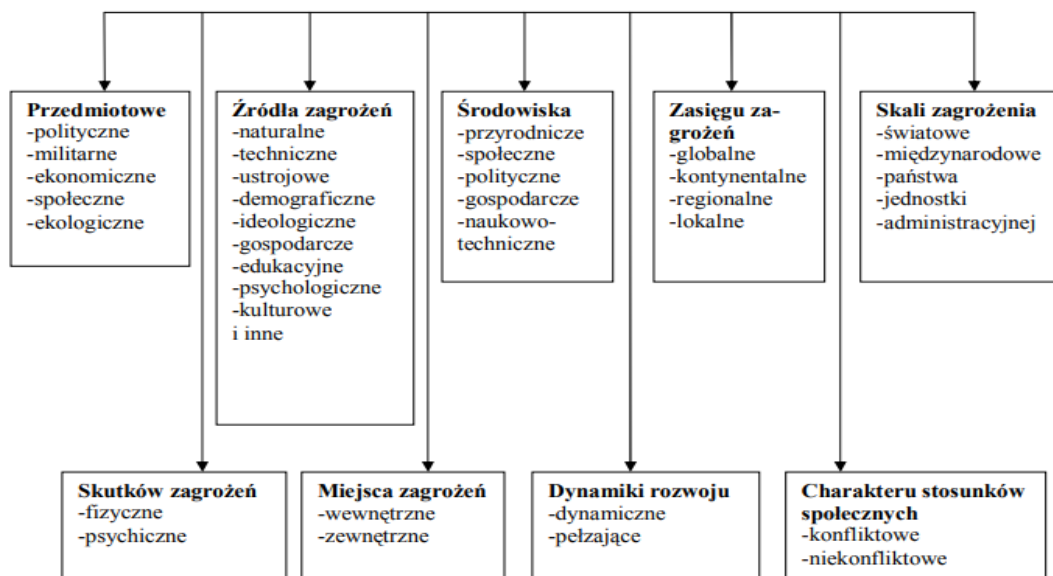 Przedmiotowe
-polityczne
-militarne
-ekonomiczne
-społeczne
-ekologiczne
Źródła zagrożeń
-naturalne
-techniczne
-ustrojowe
-demograficzne
-ideologiczne
-gospodarcze
-edukacyjne
-psychologiczne
-kulturowe
i inne
Środowiska
-przyrodnicze
-społeczne
-polityczne
-gospodarcze
-naukowo-
techniczne
Zasięgu za-
grożeń
-globalne
-kontynentalne
-regionalne
-lokalne
Skali zagrożenia
-światowe
-międzynarodowe
-państwa
-jednostki
-administracyjnej
Skutków zagrożeń
-fizyczne
-psychiczne
Miejsca zagrożeń
-wewnętrzne
-zewnętrzne
Dynamiki rozwoju
-dynamiczne
-pełzające
Charakteru stosunków
społecznych
-konfliktowe
-niekonfliktowe